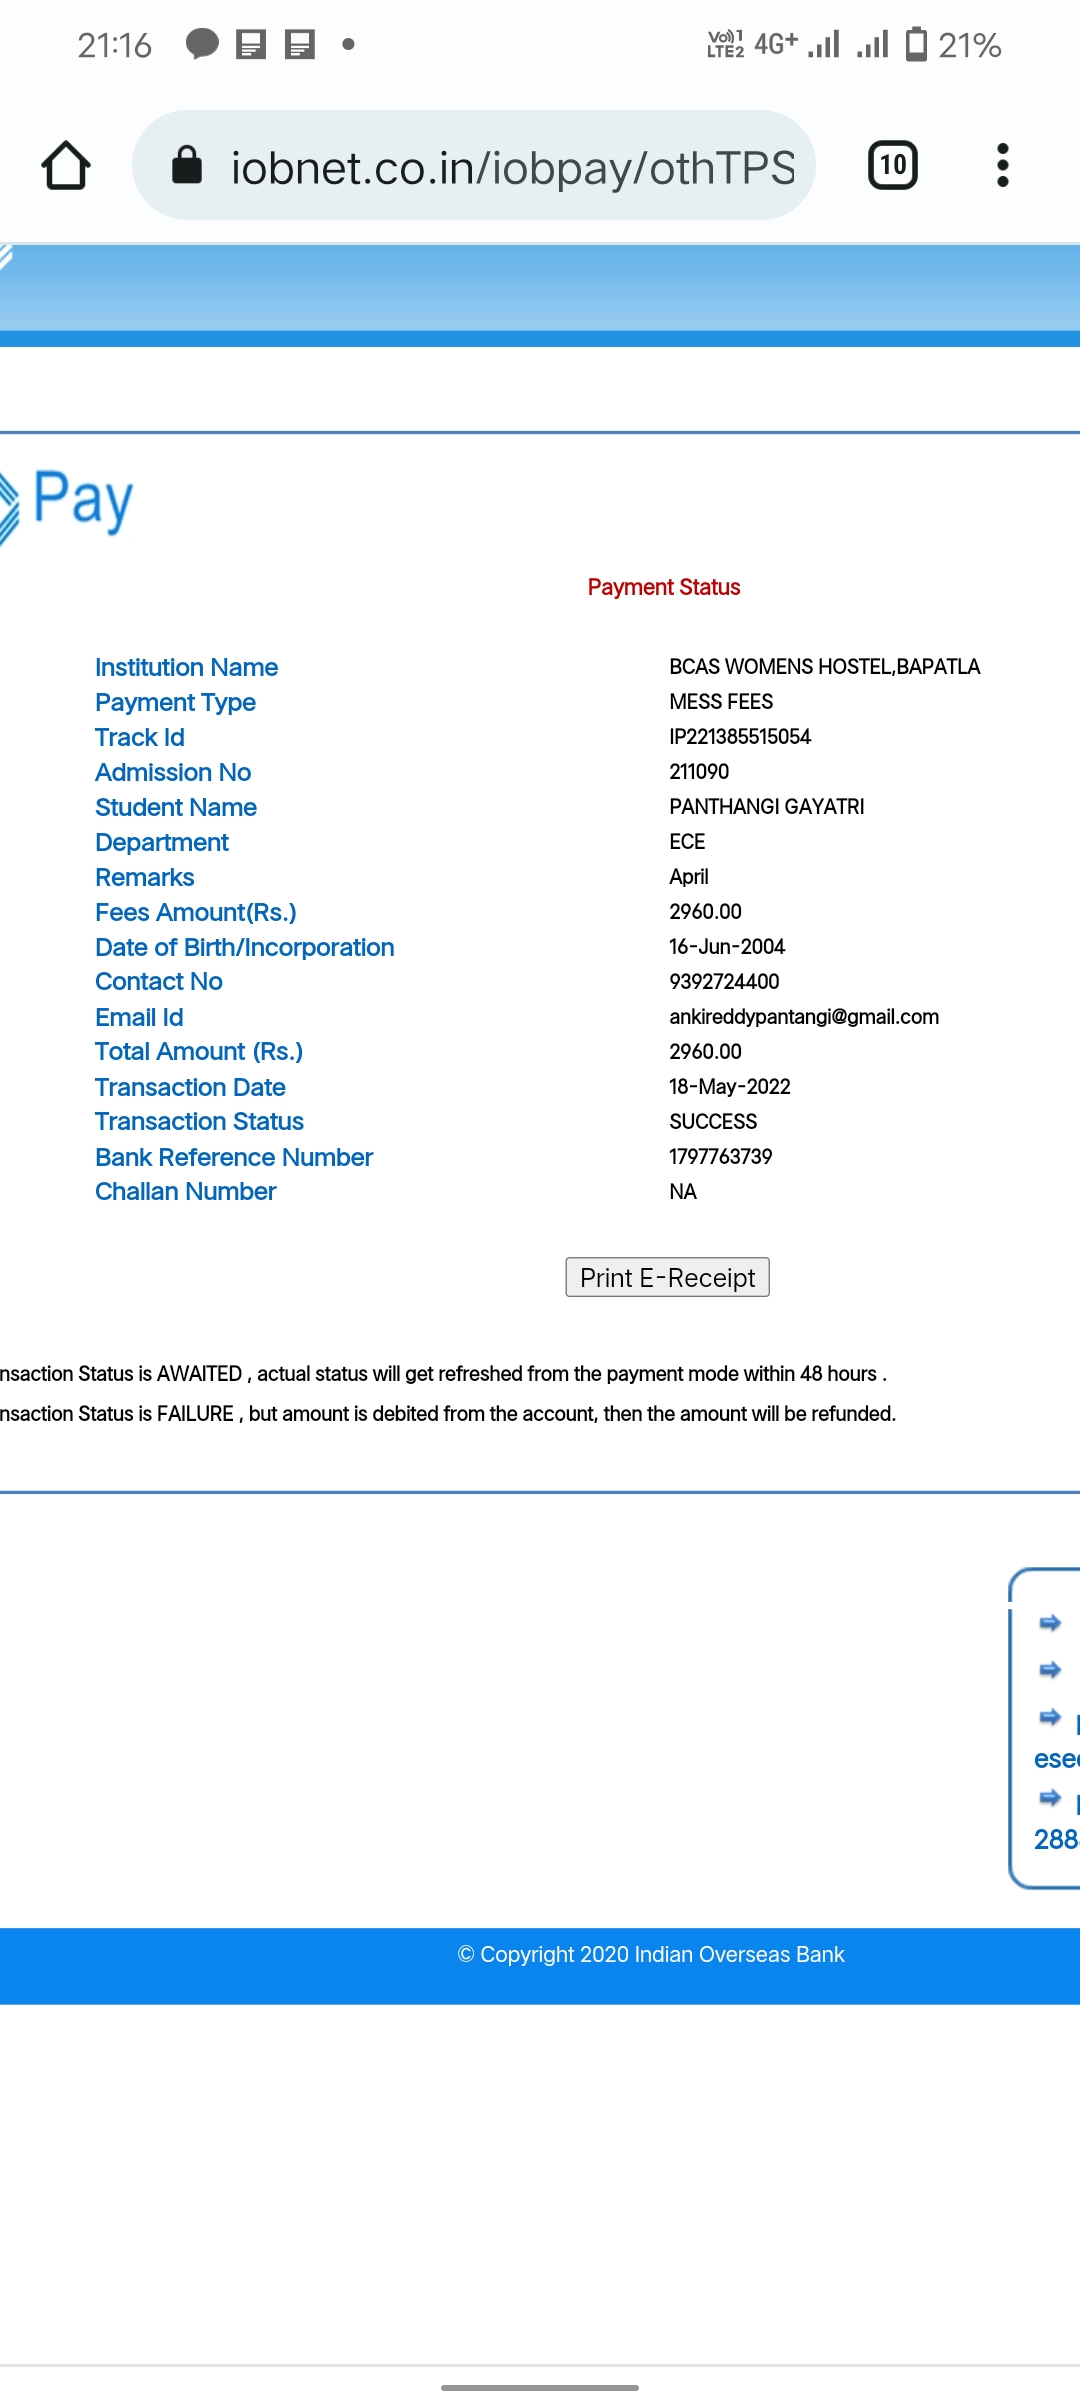 21:16 Vo))1 LTE2 4G+ 21%
iobnet.co.in/iobpay/othTPS 10
Pay
Payment Status
Institution Name BCAS WOMENS HOSTEL,BAPATLA
Payment Type MESS FEES
Track Id IP221385515054
Admission No 211090
Student Name PANTHANGI GAYATRI
Department ECE
Remarks April
Fees Amount(Rs.) 2960.00
Date of Birth/Incorporation 16-Jun-2004
Contact No 9392724400
Email Id ankireddypantangi@gmail.com
Total Amount (Rs.) 2960.00
Transaction Date 18-May-2022
Transaction Status SUCCESS
Bank Reference Number 1797763739
Challan Number NA
Print E-Receipt
nsaction Status is AWAITED , actual status will get refreshed from the payment mode within 48 hours .
nsaction Status is FAILURE , but amount is debited from the account, then the amount will be refunded.
288
© Copyright 2020 Indian Overseas Bank